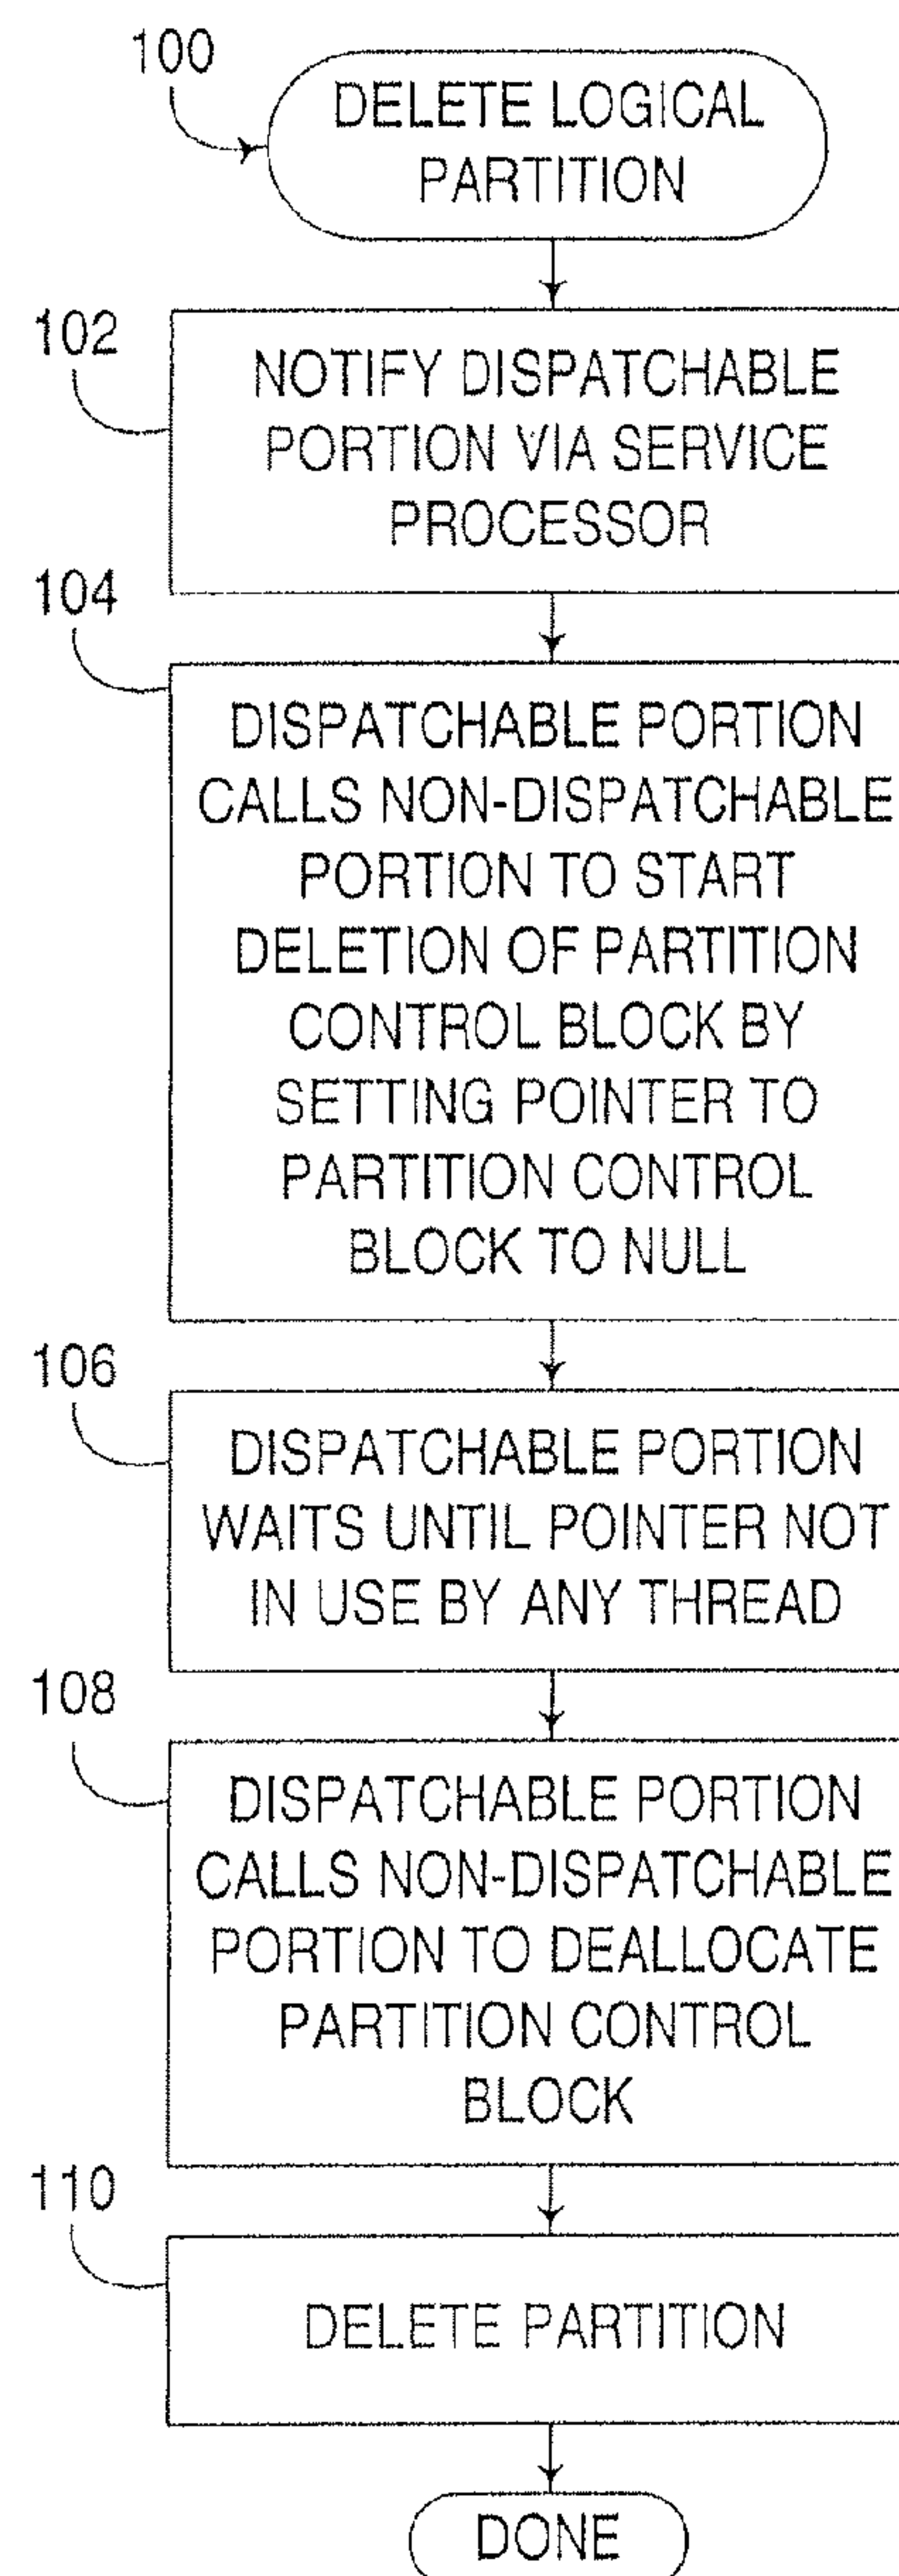 100
DELETE LOGICAL
PARTITION
102
NOTIFY DISPATCHABLE
PORTION VIA SERVICE
PROCESSOR
104
DISPATCHABLE PORTION
CALLS NON-DISPATCHABLE
PORTION TO START
DELETION OF PARTITION
CONTROL BLOCK BY
SETTING POINTER TO
PARTITION CONTROL
BLOCK TO NULL
106
DISPATCHABLE PORTION
WAITS UNTIL POINTER NOT
IN USE BY ANY THREAD
108
DISPATCHABLE PORTION
CALLS NON-DISPATCHABLE
PORTION TO DEALLOCATE
PARTITION CONTROL
BLOCK
110
DELETE PARTITION
DONE